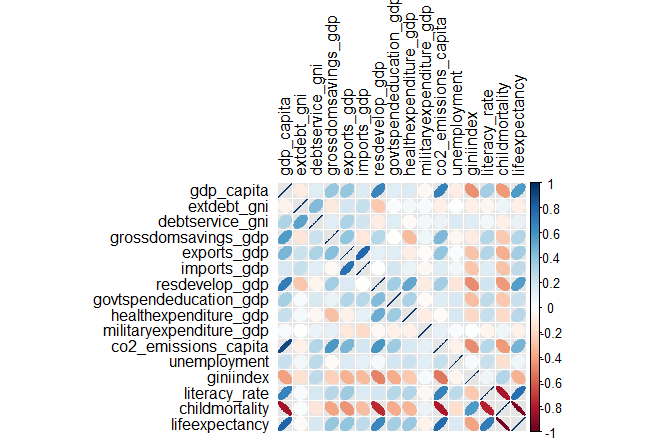 gdp_capita
extdebt_gni
debtservice_gni
grossdomsavings_gdp
exports_gdp
imports_gdp
resdevelop_gdp
govtspendeducation_gdp
healthexpenditure_gdp
militaryexpenditure_gdp
co2_emissions_capita
unemployment
giniindex
literacy_rate
childmortality
lifeexpectancy
gdp_capita
extdebt_gni
debtservice_gni
grossdomsavings_gdp
exports_gdp
imports_gdp
resdevelop_gdp
govtspendeducation_gdp
healthexpenditure_gdp
militaryexpenditure_gdp
co2_emissions_capita
unemployment
giniindex
literacy_rate
childmortality
lifeexpectancy
1
0.8
0.6
0.4
0.2
0
-0.2
-0.4
-0.6
-0.8
-1